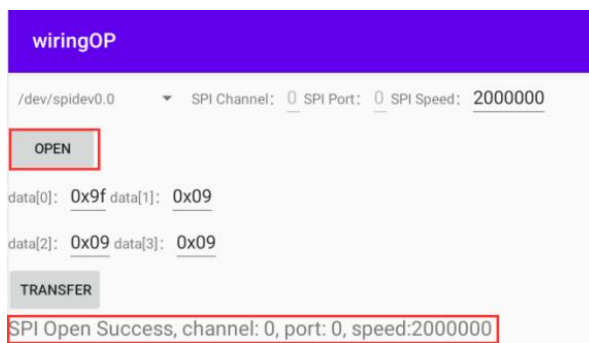 wiringOP
/dev/spidev0.0 SPI Channel: 0 SPI Port: 0 SPI Speed: 2000000
OPEN
data[0]: 0x9f data[1]: 0x09
data[2]: 0x09 data[3]: 0x09
TRANSFER
SPI Open Success, channel: 0, port: 0, speed:2000000